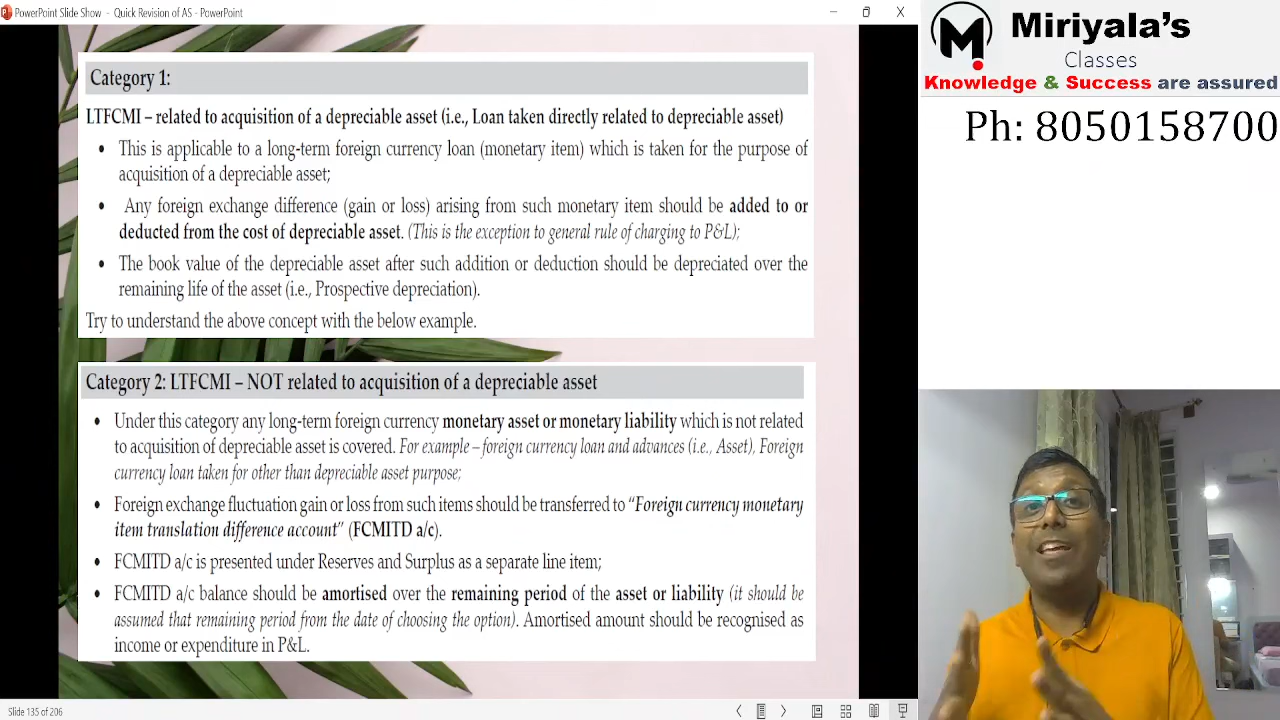 PowerPoint Slide Show - Quick Revision of AS - PowerPoint
Category 1:
LTFCMI – related to acquisition of a depreciable asset (i.e., Loan taken directly related to depreciable asset)
• This is applicable to a long-term foreign currency loan (monetary item) which is taken for the purpose of
acquisition of a depreciable asset;
• Any foreign exchange difference (gain or loss) arising from such monetary item should be added to or
deducted from the cost of depreciable asset. (This is the exception to general rule of charging to P&L);
• The book value of the depreciable asset after such addition or deduction should be depreciated over the
remaining life of the asset (i.e., Prospective depreciation).
Try to understand the above concept with the below example.
Category 2: LTFCMI – NOT related to acquisition of a depreciable asset
• Under this category any long-term foreign currency monetary asset or monetary liability which is not related
to acquisition of depreciable asset is covered. For example – foreign currency loan and advances (i.e., Asset), Foreign
currency loan taken for other than depreciable asset purpose;
• Foreign exchange fluctuation gain or loss from such items should be transferred to “Foreign currency monetary
item translation difference account” (FCMITD a/c).
• FCMITD a/c is presented under Reserves and Surplus as a separate line item;
• FCMITD a/c balance should be amortised over the remaining period of the asset or liability (it should be
assumed that remaining period from the date of choosing the option). Amortised amount should be recognised as
income or expenditure in P&L.
Slide 135 of 206
M
Miriyala’s
Classes
Knowledge & Success are assured
Ph: 8050158700